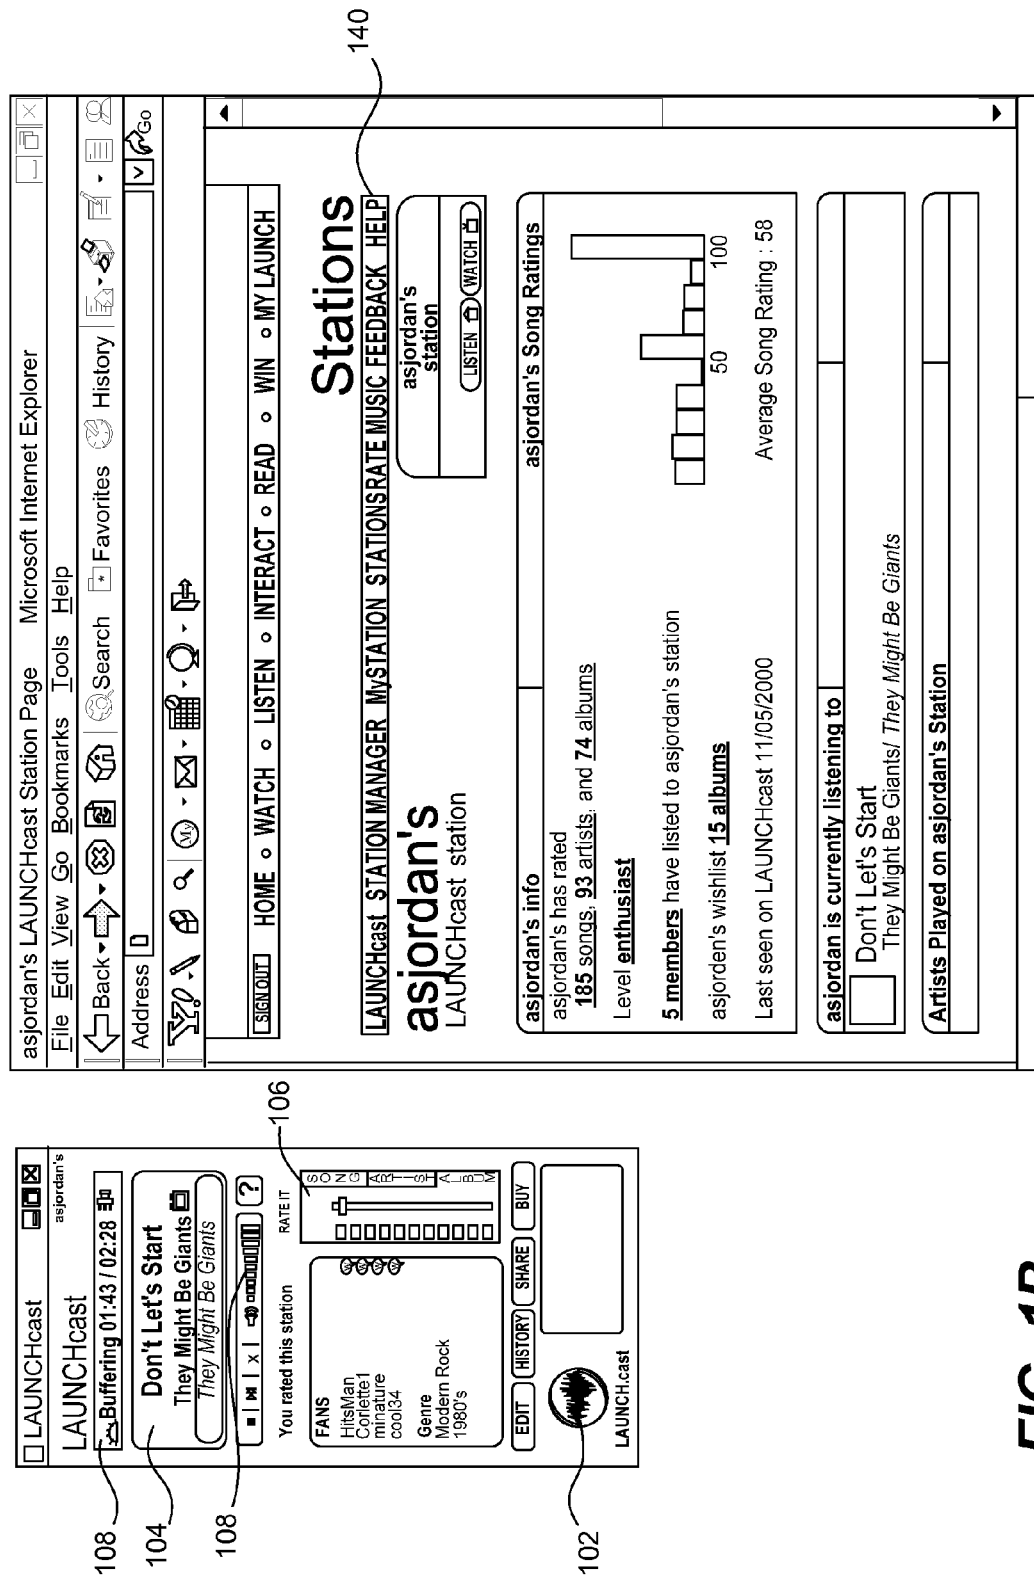 LAUNCHcast
LAUNCHcast
asjordan's
Buffering 01:43 / 02:28
Don't Let's Start
They Might Be Giants
They Might Be Giants
x
?
You rated this station
RATE IT
SONG
ARTIST
ALBUM
FANS
HitsMan
Corlette1
minature
cool34
Genre
Modern Rock
1980's
EDIT
HISTORY
SHARE
BUY
LAUNCH.cast
108
104
108
106
102
asjordan's LAUNCHcast Station Page Microsoft Internet Explorer
File Edit View Go Bookmarks Tools Help
Back Search Favorites History
Address Go
Y! My
SIGN OUT HOME o WATCH o LISTEN o INTERACT o READ o WIN o MY LAUNCH
Stations
LAUNCHcast STATION MANAGER MySTATION STATIONS RATE MUSIC FEEDBACK HELP
140
asjordan's
LAUNCHcast station
asjordan's
station
LISTEN WATCH
asjordan's info
asjordan's has rated
185 songs, 93 artists, and 74 albums
Level enthusiast
5 members have listed to asjordan's station
asjorden's wishlist 15 albums
Last seen on LAUNCHcast 11/05/2000
asjordan's Song Ratings
50 100
Average Song Rating : 58
asjordan is currently listening to
Don't Let's Start
They Might Be Giants/ They Might Be Giants
Artists Played on asjordan's Station
FIG. 1B